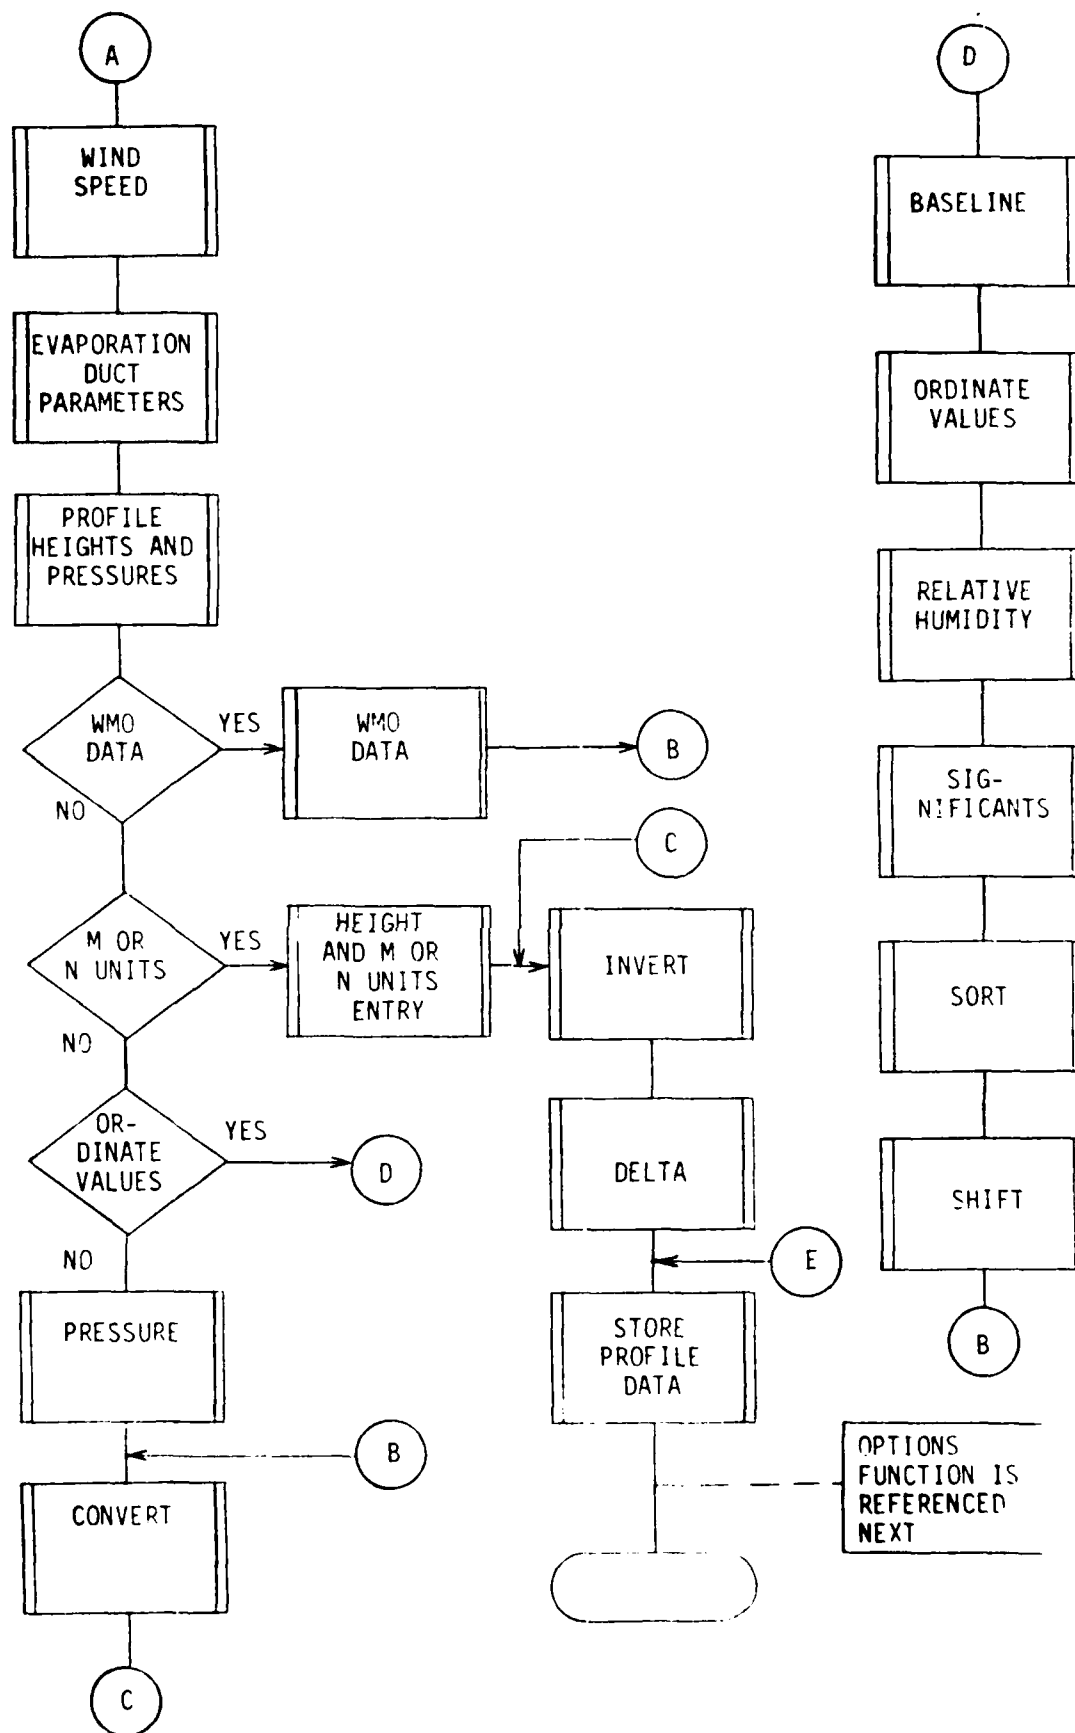 A
WIND
SPEED
EVAPORATION
DUCT
PARAMETERS
PROFILE
HEIGHTS AND
PRESSURES
WMO
DATA
YES
NO
WMO
DATA
B
C
M OR
N UNITS
YES
NO
HEIGHT
AND M OR
N UNITS
ENTRY
INVERT
OR-
DINATE
VALUES
YES
NO
D
DELTA
E
PRESSURE
STORE
PROFILE
DATA
B
CONVERT
C
OPTIONS
FUNCTION IS
REFERENCED
NEXT
D
BASELINE
ORDINATE
VALUES
RELATIVE
HUMIDITY
SIG-
NIFICANTS
SORT
SHIFT
B